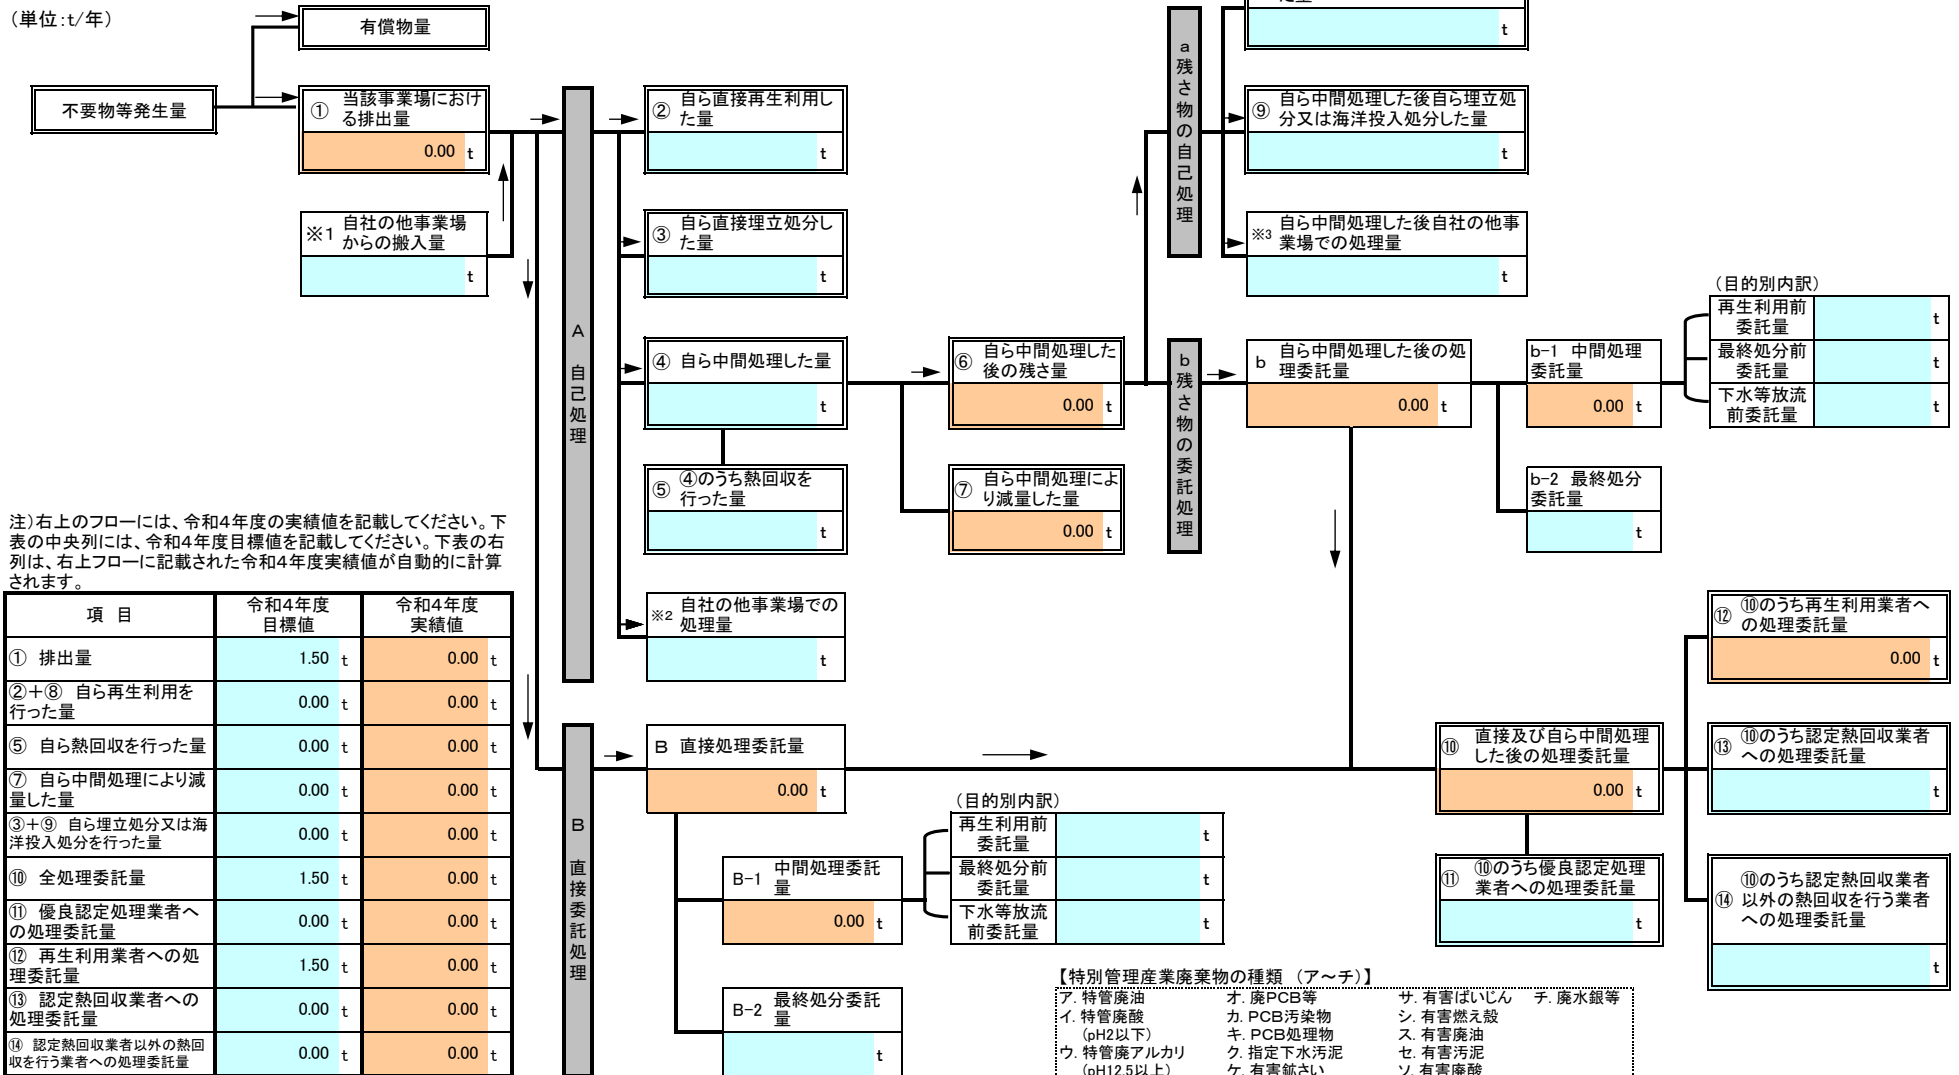 (単位:t/年)
有償物量
不要物等発生量
① 当該事業場におけ
る排出量
0.00 t
※1 自社の他事業場
からの搬入量
t
A 自己処理
② 自ら直接再生利用し
た量
t
③ 自ら直接埋立処分し
た量
t
④ 自ら中間処理した量
t
⑤ ④のうち熱回収を
行った量
t
※2 自社の他事業場での
処理量
t
⑥ 自ら中間処理した
後の残さ量
0.00 t
⑦ 自ら中間処理によ
り減量した量
0.00 t
a残さ物の自己処理
t
⑨ 自ら中間処理した後自ら埋立処
分又は海洋投入処分した量
t
※3 自ら中間処理した後自社の他事
業場での処理量
t
b残さ物の委託処理
b 自ら中間処理した後の処
理委託量
0.00 t
b-1 中間処理
委託量
0.00 t
b-2 最終処分
委託量
t
(目的別内訳)
再生利用前
委託量
t
最終処分前
委託量
t
下水等放流
前委託量
t
注)右上のフローには、令和4年度の実績値を記載してください。下
表の中央列には、令和4年度目標値を記載してください。下表の右
列は、右上フローに記載された令和4年度実績値が自動的に計算
されます。
項 目 令和4年度
目標値 令和4年度
実績値
① 排出量 1.50 t 0.00 t
②+⑧ 自ら再生利用を
行った量 0.00 t 0.00 t
⑤ 自ら熱回収を行った量 0.00 t 0.00 t
⑦ 自ら中間処理により減
量した量 0.00 t 0.00 t
③+⑨ 自ら埋立処分又は海
洋投入処分を行った量 0.00 t 0.00 t
⑩ 全処理委託量 1.50 t 0.00 t
⑪ 優良認定処理業者へ
の処理委託量 0.00 t 0.00 t
⑫ 再生利用業者への処
理委託量 1.50 t 0.00 t
⑬ 認定熱回収業者への
処理委託量 0.00 t 0.00 t
⑭ 認定熱回収業者以外の熱回
収を行う業者への処理委託量 0.00 t 0.00 t
B 直接委託処理
B 直接処理委託量
0.00 t
B-1 中間処理委託
量
0.00 t
B-2 最終処分委託
量
t
(目的別内訳)
再生利用前
委託量
t
最終処分前
委託量
t
下水等放流
前委託量
t
⑩ 直接及び自ら中間処理
した後の処理委託量
0.00 t
⑪ ⑩のうち優良認定処理
業者への処理委託量
t
⑫ ⑩のうち再生利用業者へ
の処理委託量
0.00 t
⑬ ⑩のうち認定熱回収業者
への処理委託量
t
⑭ ⑩のうち認定熱回収業者
以外の熱回収を行う業者
への処理委託量
t
【特別管理産業廃棄物の種類 (ア~チ)】
ア. 特管廃油 オ. 廃PCB等 サ. 有害ばいじん チ. 廃水銀等
イ. 特管廃酸 カ. PCB汚染物 シ. 有害燃え殻
(pH2以下) キ. PCB処理物 ス. 有害廃油
ウ. 特管廃アルカリ ク. 指定下水汚泥 セ. 有害汚泥
(pH12.5以上) ケ. 有害鉱さい ソ. 有害廃酸